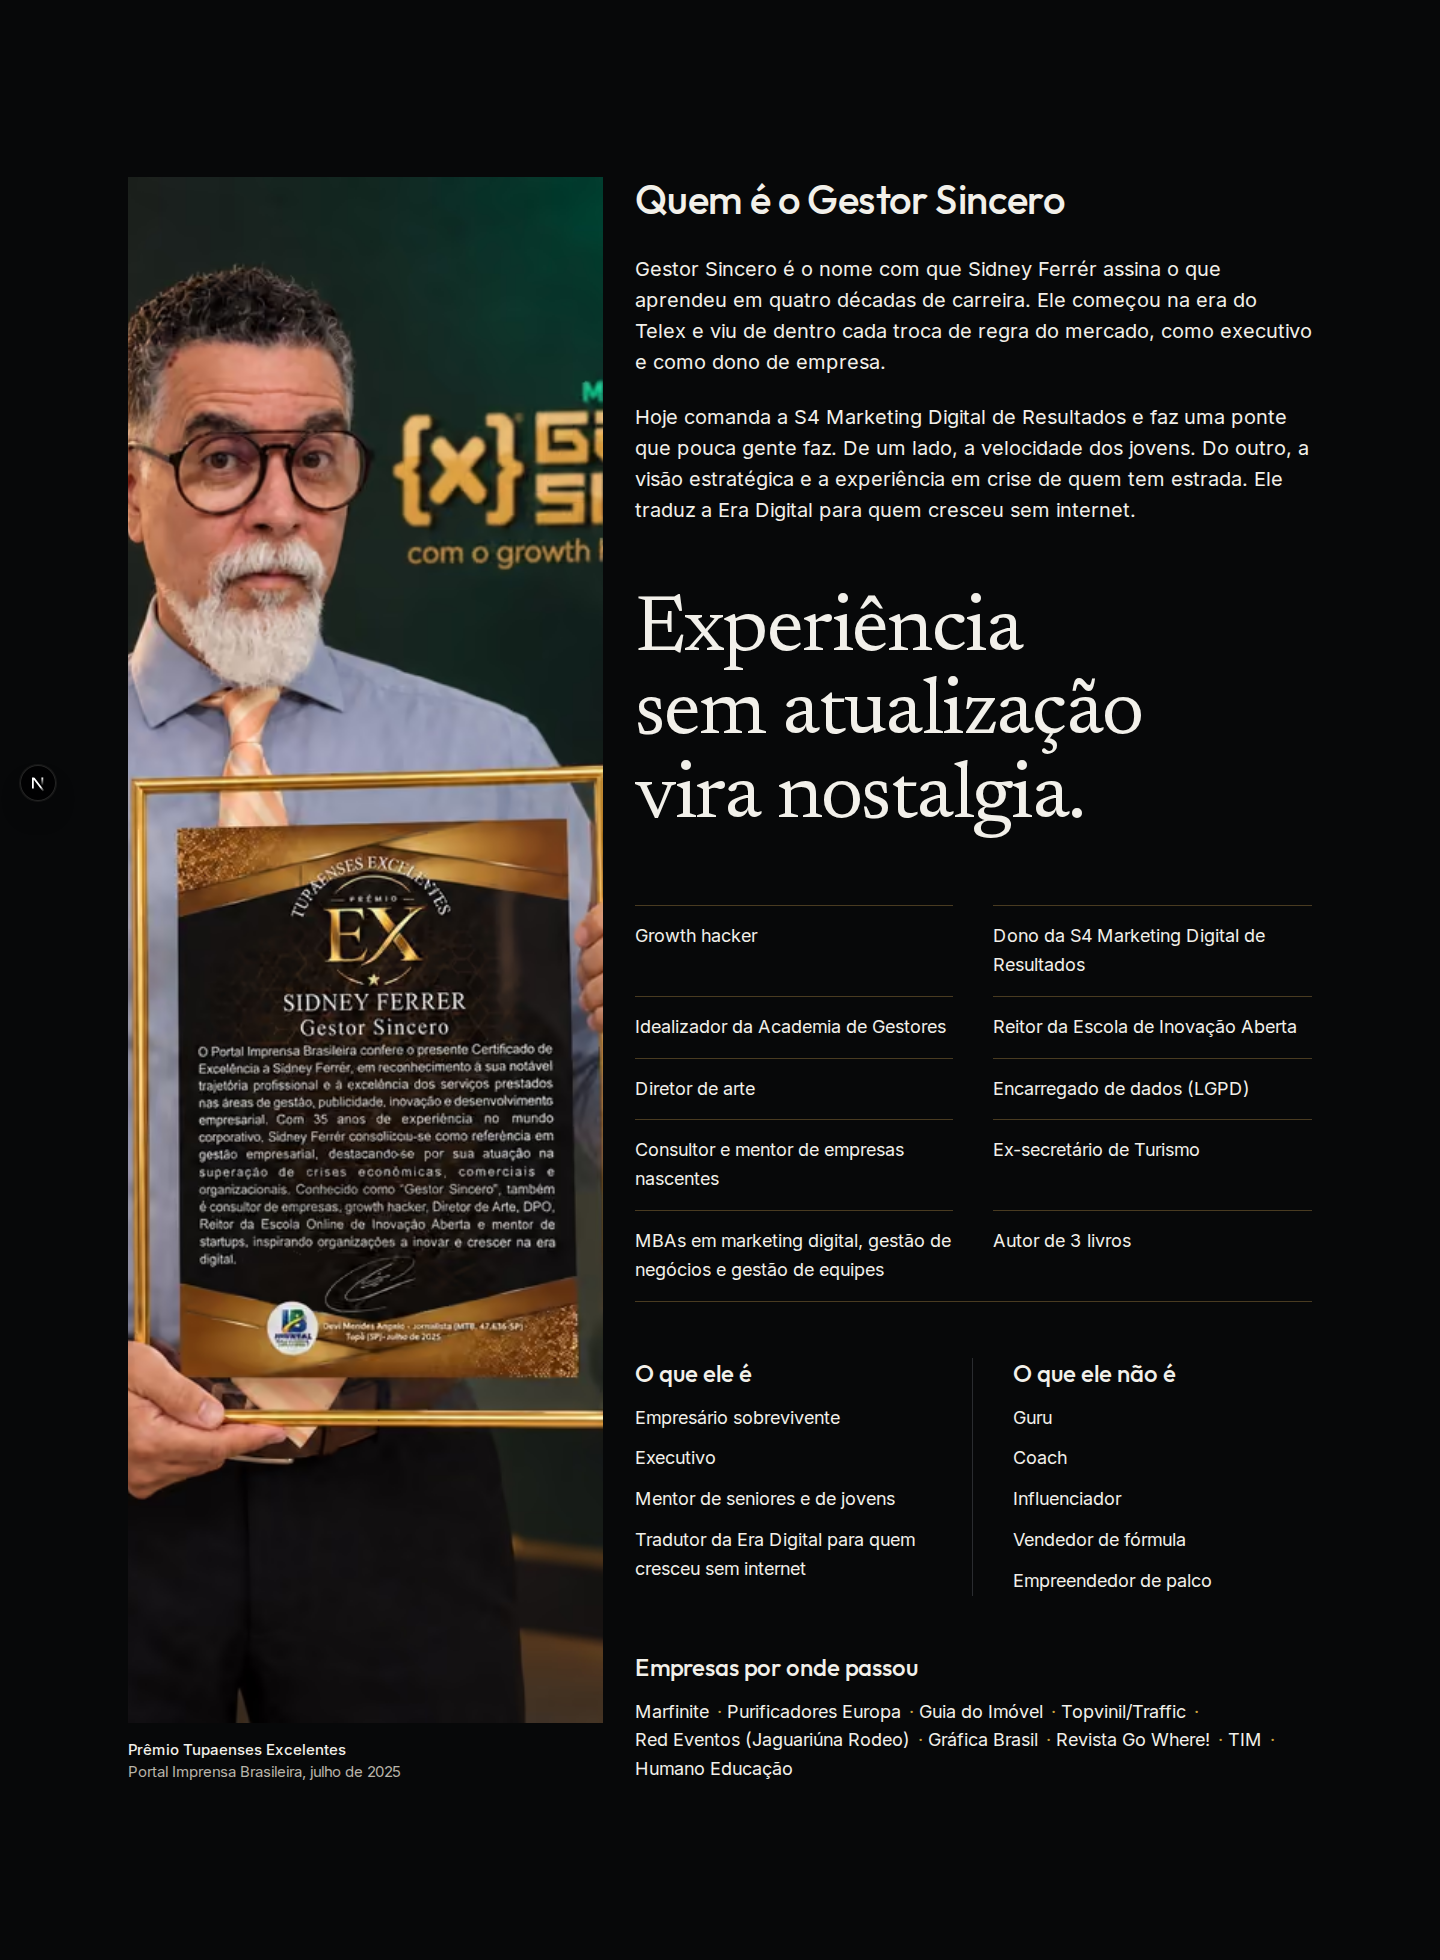 Quem é o Gestor Sincero
Gestor Sincero é o nome com que Sidney Ferrér assina o que
aprendeu em quatro décadas de carreira. Ele começou na era do
Telex e viu de dentro cada troca de regra do mercado, como executivo
e como dono de empresa.
Hoje comanda a S4 Marketing Digital de Resultados e faz uma ponte
que pouca gente faz. De um lado, a velocidade dos jovens. Do outro, a
visão estratégica e a experiência em crise de quem tem estrada. Ele
traduz a Era Digital para quem cresceu sem internet.
Experiência
sem atualização
vira nostalgia.
Growth hacker
Dono da S4 Marketing Digital de
Resultados
Idealizador da Academia de Gestores
Reitor da Escola de Inovação Aberta
Diretor de arte
Encarregado de dados (LGPD)
Consultor e mentor de empresas
nascentes
Ex-secretário de Turismo
MBAs em marketing digital, gestão de
negócios e gestão de equipes
Autor de 3 livros
O que ele é
Empresário sobrevivente
Executivo
Mentor de seniores e de jovens
Tradutor da Era Digital para quem
cresceu sem internet
O que ele não é
Guru
Coach
Influenciador
Vendedor de fórmula
Empreendedor de palco
Empresas por onde passou
Marfinite · Purificadores Europa · Guia do Imóvel · Topvinil/Traffic ·
Red Eventos (Jaguariúna Rodeo) · Gráfica Brasil · Revista Go Where! · TIM ·
Humano Educação
{x}
com o growth
TUPAENSES EXCELENTES
PRÊMIO
EX
SIDNEY FERRER
Gestor Sincero
O Portal Imprensa Brasileira confere o presente Certificado de
Excelência a Sidney Ferrér, em reconhecimento à sua notável
trajetória profissional e à excelência dos serviços prestados
nas áreas de gestão, publicidade, inovação e desenvolvimento
empresarial. Com 35 anos de experiência no mundo
corporativo, Sidney Ferrér consolidou-se como referência em
gestão empresarial, destacando-se por sua atuação na
superação de crises econômicas, comerciais e
organizacionais. Conhecido como "Gestor Sincero", também
é consultor de empresas, growth hacker, Diretor de Arte, DPO,
Reitor da Escola Online de Inovação Aberta e mentor de
startups, inspirando organizações a inovar e crescer na era
digital.
Devi Mendes Angelo - Jornalista (MTB. 47.636-SP) -
Tupã (SP)- Julho de 2025
Prêmio Tupaenses Excelentes
Portal Imprensa Brasileira, julho de 2025
N